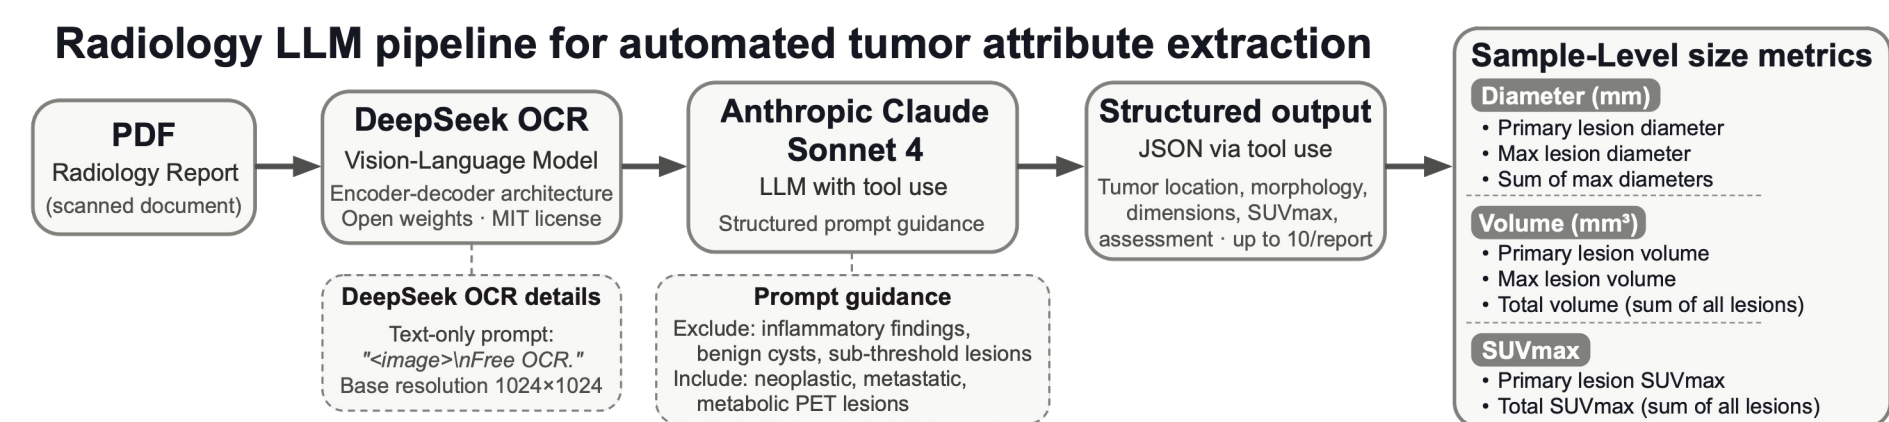 Radiology LLM pipeline for automated tumor attribute extraction
PDF
Radiology Report
(scanned document)
DeepSeek OCR
Vision-Language Model
Encoder-decoder architecture
Open weights · MIT license
DeepSeek OCR details
Text-only prompt:
"<image>\nFree OCR."
Base resolution 1024×1024
Anthropic Claude
Sonnet 4
LLM with tool use
Structured prompt guidance
Prompt guidance
Exclude: inflammatory findings,
benign cysts, sub-threshold lesions
Include: neoplastic, metastatic,
metabolic PET lesions
Structured output
JSON via tool use
Tumor location, morphology,
dimensions, SUVmax,
assessment · up to 10/report
Sample-Level size metrics
Diameter (mm)
• Primary lesion diameter
• Max lesion diameter
• Sum of max diameters
Volume (mm³)
• Primary lesion volume
• Max lesion volume
• Total volume (sum of all lesions)
SUVmax
• Primary lesion SUVmax
• Total SUVmax (sum of all lesions)